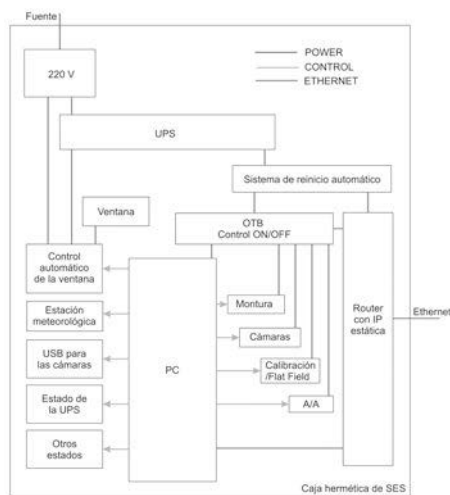 Fuente
220 V
POWER
CONTROL
ETHERNET
UPS
Sistema de reinicio automático
Ventana
OTB
Control ON/OFF
Control
automático
de la ventana
Estación
meteorológica
USB para
las cámaras
Estado de
la UPS
Otros
estados
PC
Montura
Cámaras
Calibración
/Flat Field
A/A
Router
con IP
estática
Ethernet
Caja hermética de SES